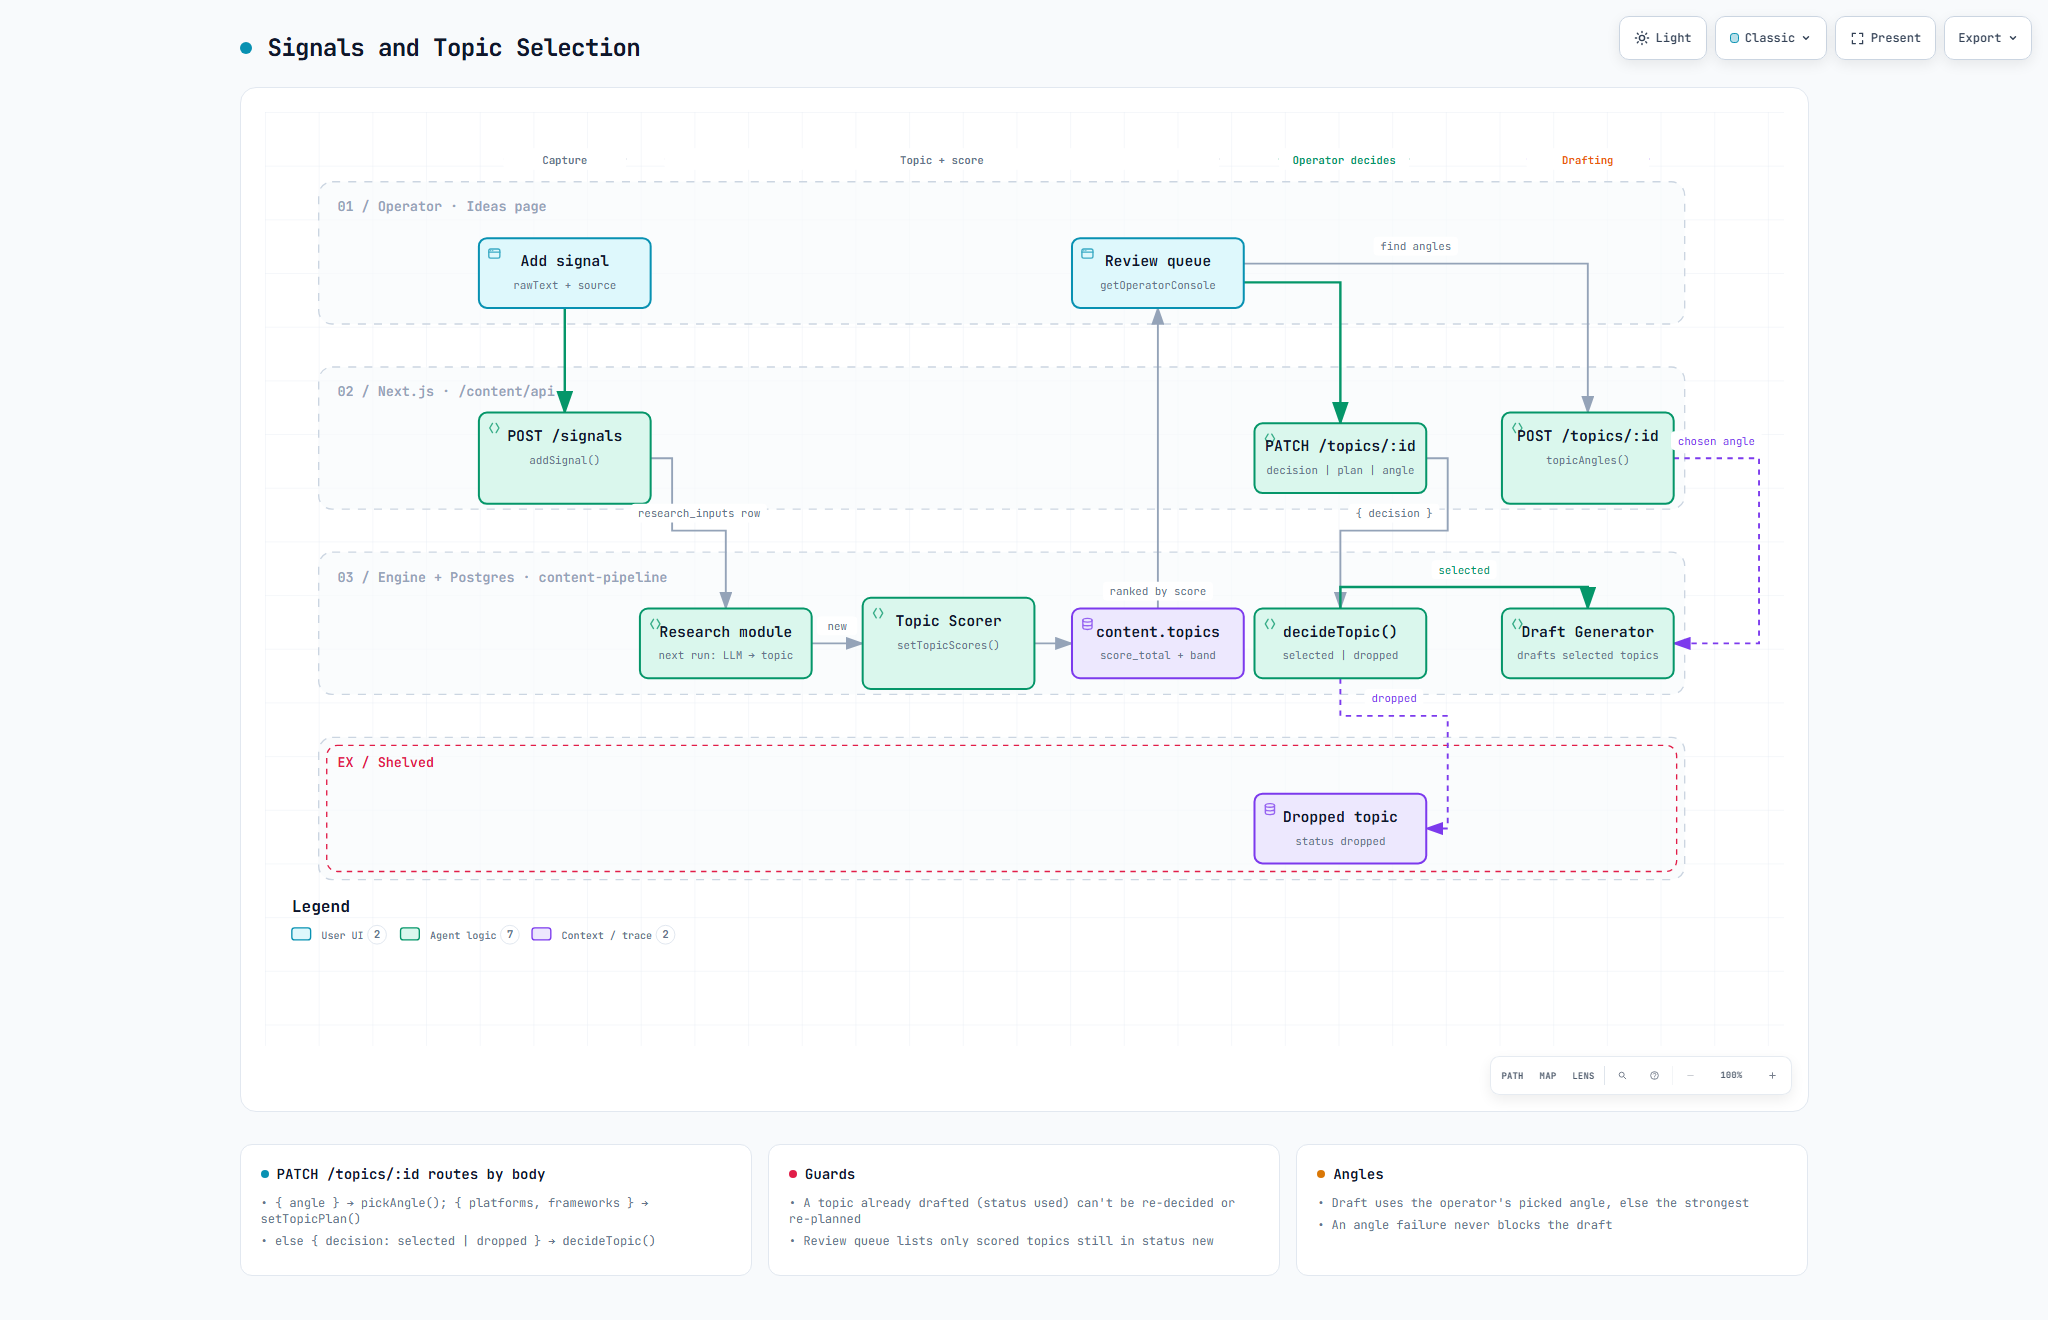 Signals and Topic Selection
Light
Classic
Present
Export
Capture
Topic + score
Operator decides
Drafting
01 / Operator · Ideas page
Add signal
rawText + source
Review queue
getOperatorConsole
find angles
02 / Next.js · /content/api
POST /signals
addSignal()
PATCH /topics/:id
decision | plan | angle
POST /topics/:id
topicAngles()
chosen angle
research_inputs row
{ decision }
03 / Engine + Postgres · content-pipeline
selected
ranked by score
Research module
next run: LLM → topic
new
Topic Scorer
setTopicScores()
content.topics
score_total + band
decideTopic()
selected | dropped
Draft Generator
drafts selected topics
dropped
EX / Shelved
Dropped topic
status dropped
Legend
User UI 2
Agent logic 7
Context / trace 2
PATH
MAP
LENS
−
100%
+
PATCH /topics/:id routes by body
• { angle } → pickAngle(); { platforms, frameworks } →
setTopicPlan()
• else { decision: selected | dropped } → decideTopic()
Guards
• A topic already drafted (status used) can't be re-decided or
re-planned
• Review queue lists only scored topics still in status new
Angles
• Draft uses the operator's picked angle, else the strongest
• An angle failure never blocks the draft